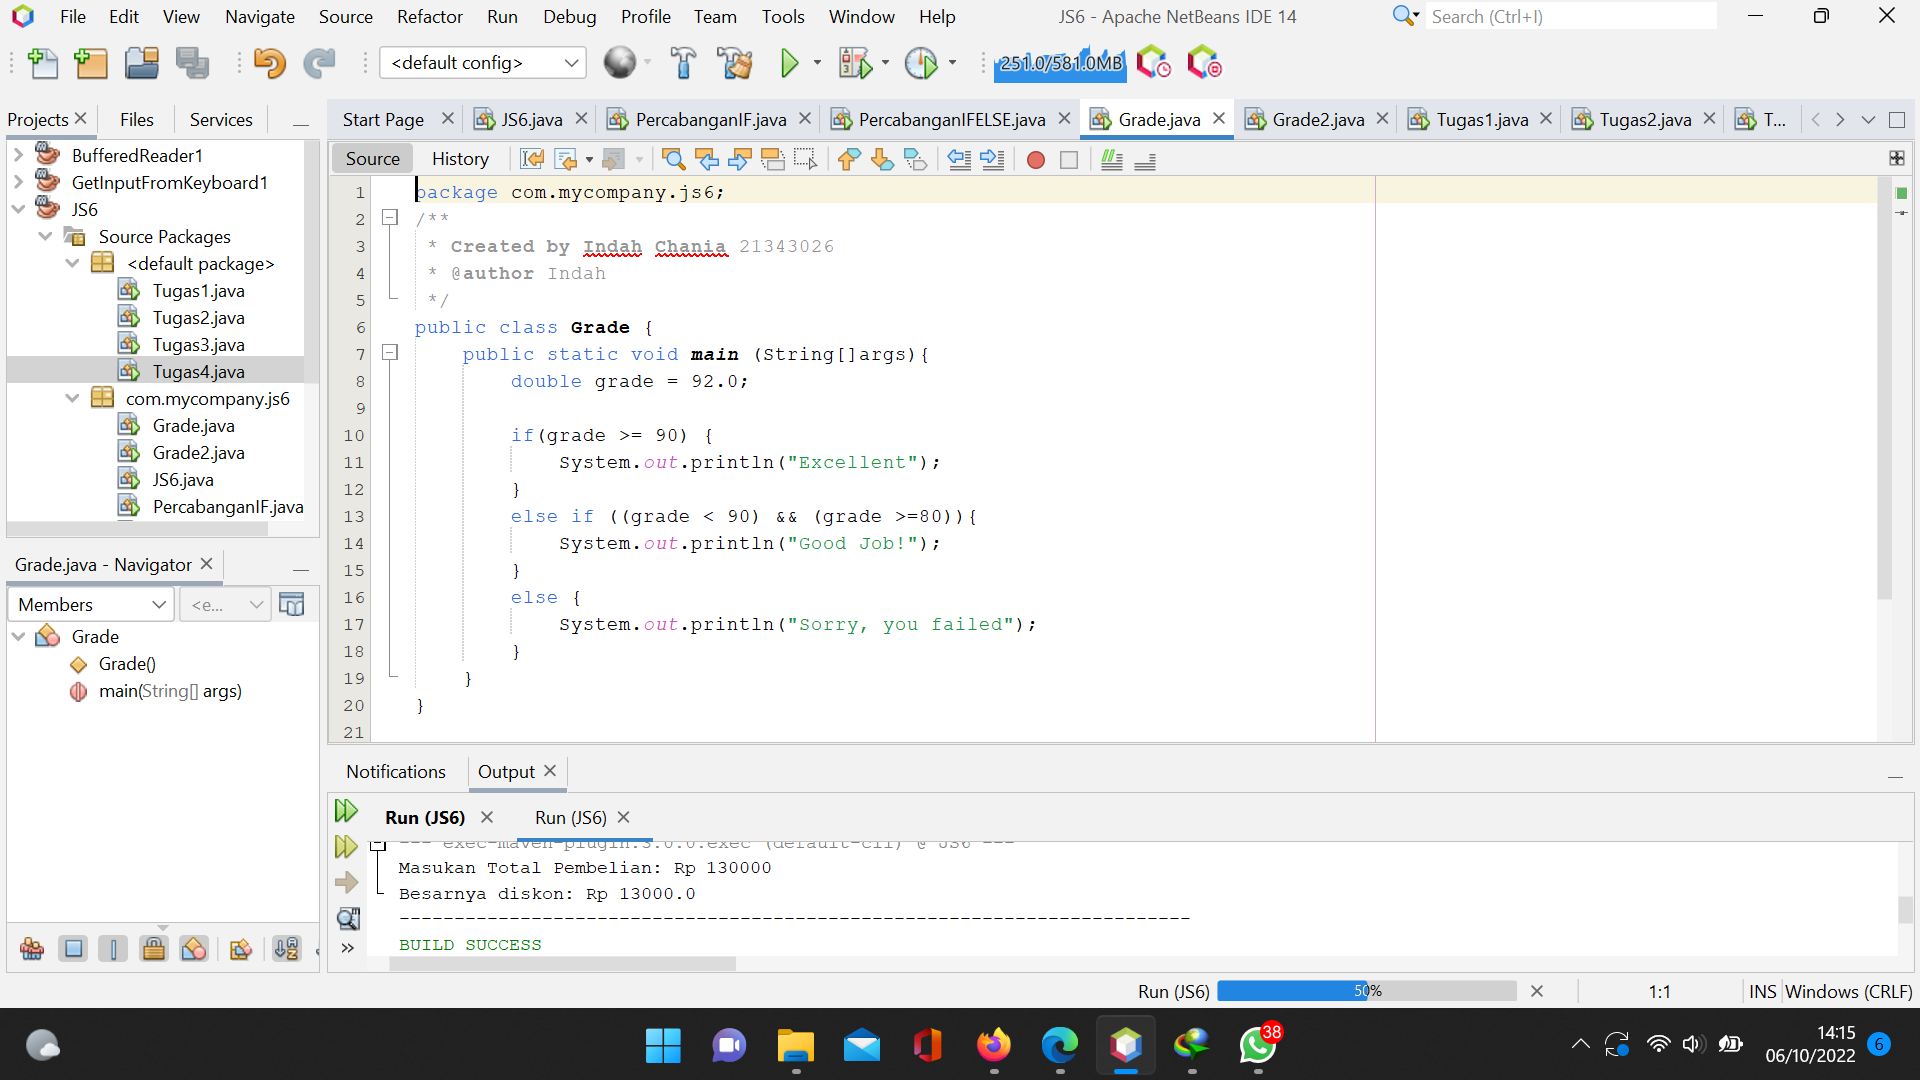 File Edit View Navigate Source Refactor Run Debug Profile Team Tools Window Help
JS6 - Apache NetBeans IDE 14
Search (Ctrl+I)
<default config>
251.0/581.0MB
Projects Files Services
Start Page JS6.java PercabanganIF.java PercabanganIFELSE.java Grade.java Grade2.java Tugas1.java Tugas2.java T...
Source History
BufferedReader1
GetInputFromKeyboard1
JS6
Source Packages
<default package>
Tugas1.java
Tugas2.java
Tugas3.java
Tugas4.java
com.mycompany.js6
Grade.java
Grade2.java
JS6.java
PercabanganIF.java
Grade.java - Navigator
Members
<e...
Grade
Grade()
main(String[] args)
1 package com.mycompany.js6;
2 /**
3 * Created by Indah Chania 21343026
4 * @author Indah
5 */
6 public class Grade {
7 public static void main (String[]args){
8 double grade = 92.0;
9
10 if(grade >= 90) {
11 System.out.println("Excellent");
12 }
13 else if ((grade < 90) && (grade >=80)){
14 System.out.println("Good Job!");
15 }
16 else {
17 System.out.println("Sorry, you failed");
18 }
19 }
20 }
21
Notifications Output
Run (JS6) Run (JS6)
--- exec-maven-plugin:3.0.0:exec (default-cli) @ JS6 ---
Masukan Total Pembelian: Rp 130000
Besarnya diskon: Rp 13000.0
------------------------------------------------------------------------
BUILD SUCCESS
Run (JS6) 50% 1:1 INS Windows (CRLF)
38
14:15
06/10/2022
6